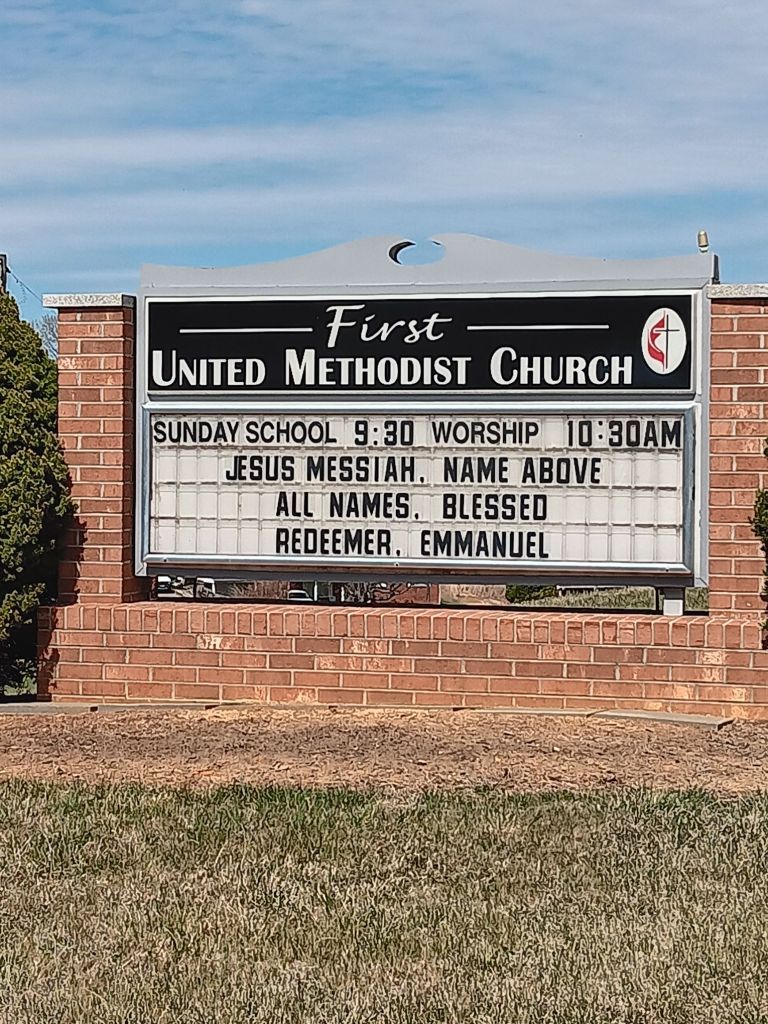 First
UNITED METHODIST CHURCH
SUNDAY SCHOOL 9:30 WORSHIP 10:30AM
JESUS MESSIAH. NAME ABOVE
ALL NAMES. BLESSED
REDEEMER. EMMANUEL